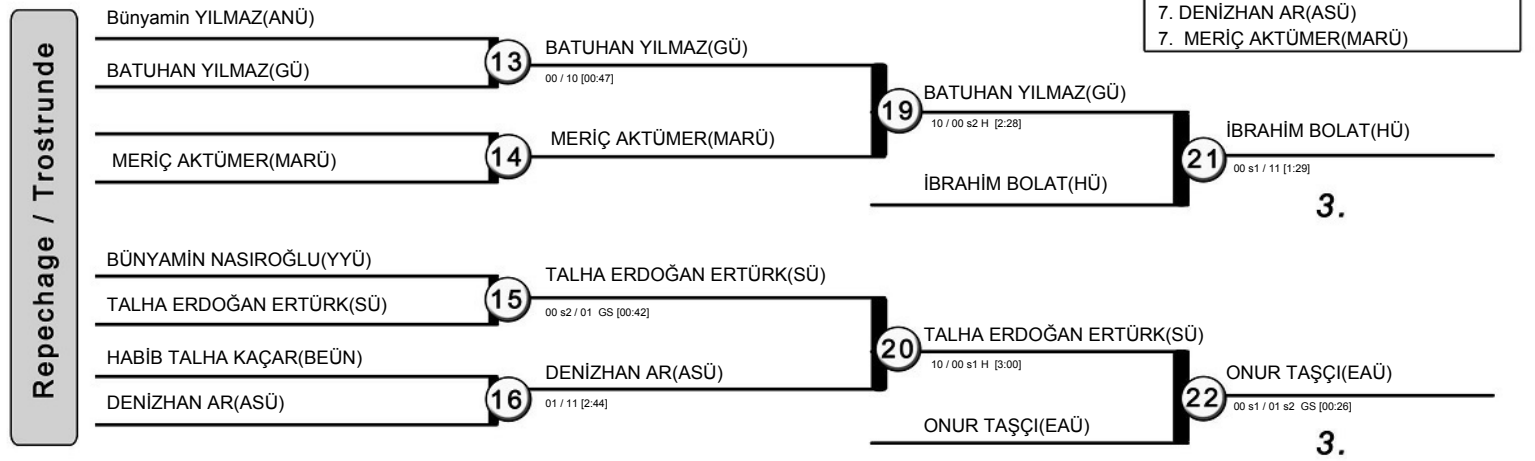 7. DENİZHAN AR(ASÜ)
7. MERİÇ AKTÜMER(MARÜ)
Repechage / Trostrunde
Bünyamin YILMAZ(ANÜ)
BATUHAN YILMAZ(GÜ)
13
BATUHAN YILMAZ(GÜ)
00 / 10 [00:47]
MERİÇ AKTÜMER(MARÜ)
14
MERİÇ AKTÜMER(MARÜ)
19
BATUHAN YILMAZ(GÜ)
10 / 00 s2 H [2:28]
İBRAHİM BOLAT(HÜ)
21
İBRAHİM BOLAT(HÜ)
00 s1 / 11 [1:29]
3.
BÜNYAMİN NASIROĞLU(YYÜ)
TALHA ERDOĞAN ERTÜRK(SÜ)
15
TALHA ERDOĞAN ERTÜRK(SÜ)
00 s2 / 01 GS [00:42]
HABİB TALHA KAÇAR(BEÜN)
DENİZHAN AR(ASÜ)
16
DENİZHAN AR(ASÜ)
01 / 11 [2:44]
20
TALHA ERDOĞAN ERTÜRK(SÜ)
10 / 00 s1 H [3:00]
ONUR TAŞÇI(EAÜ)
22
ONUR TAŞÇI(EAÜ)
00 s1 / 01 s2 GS [00:26]
3.